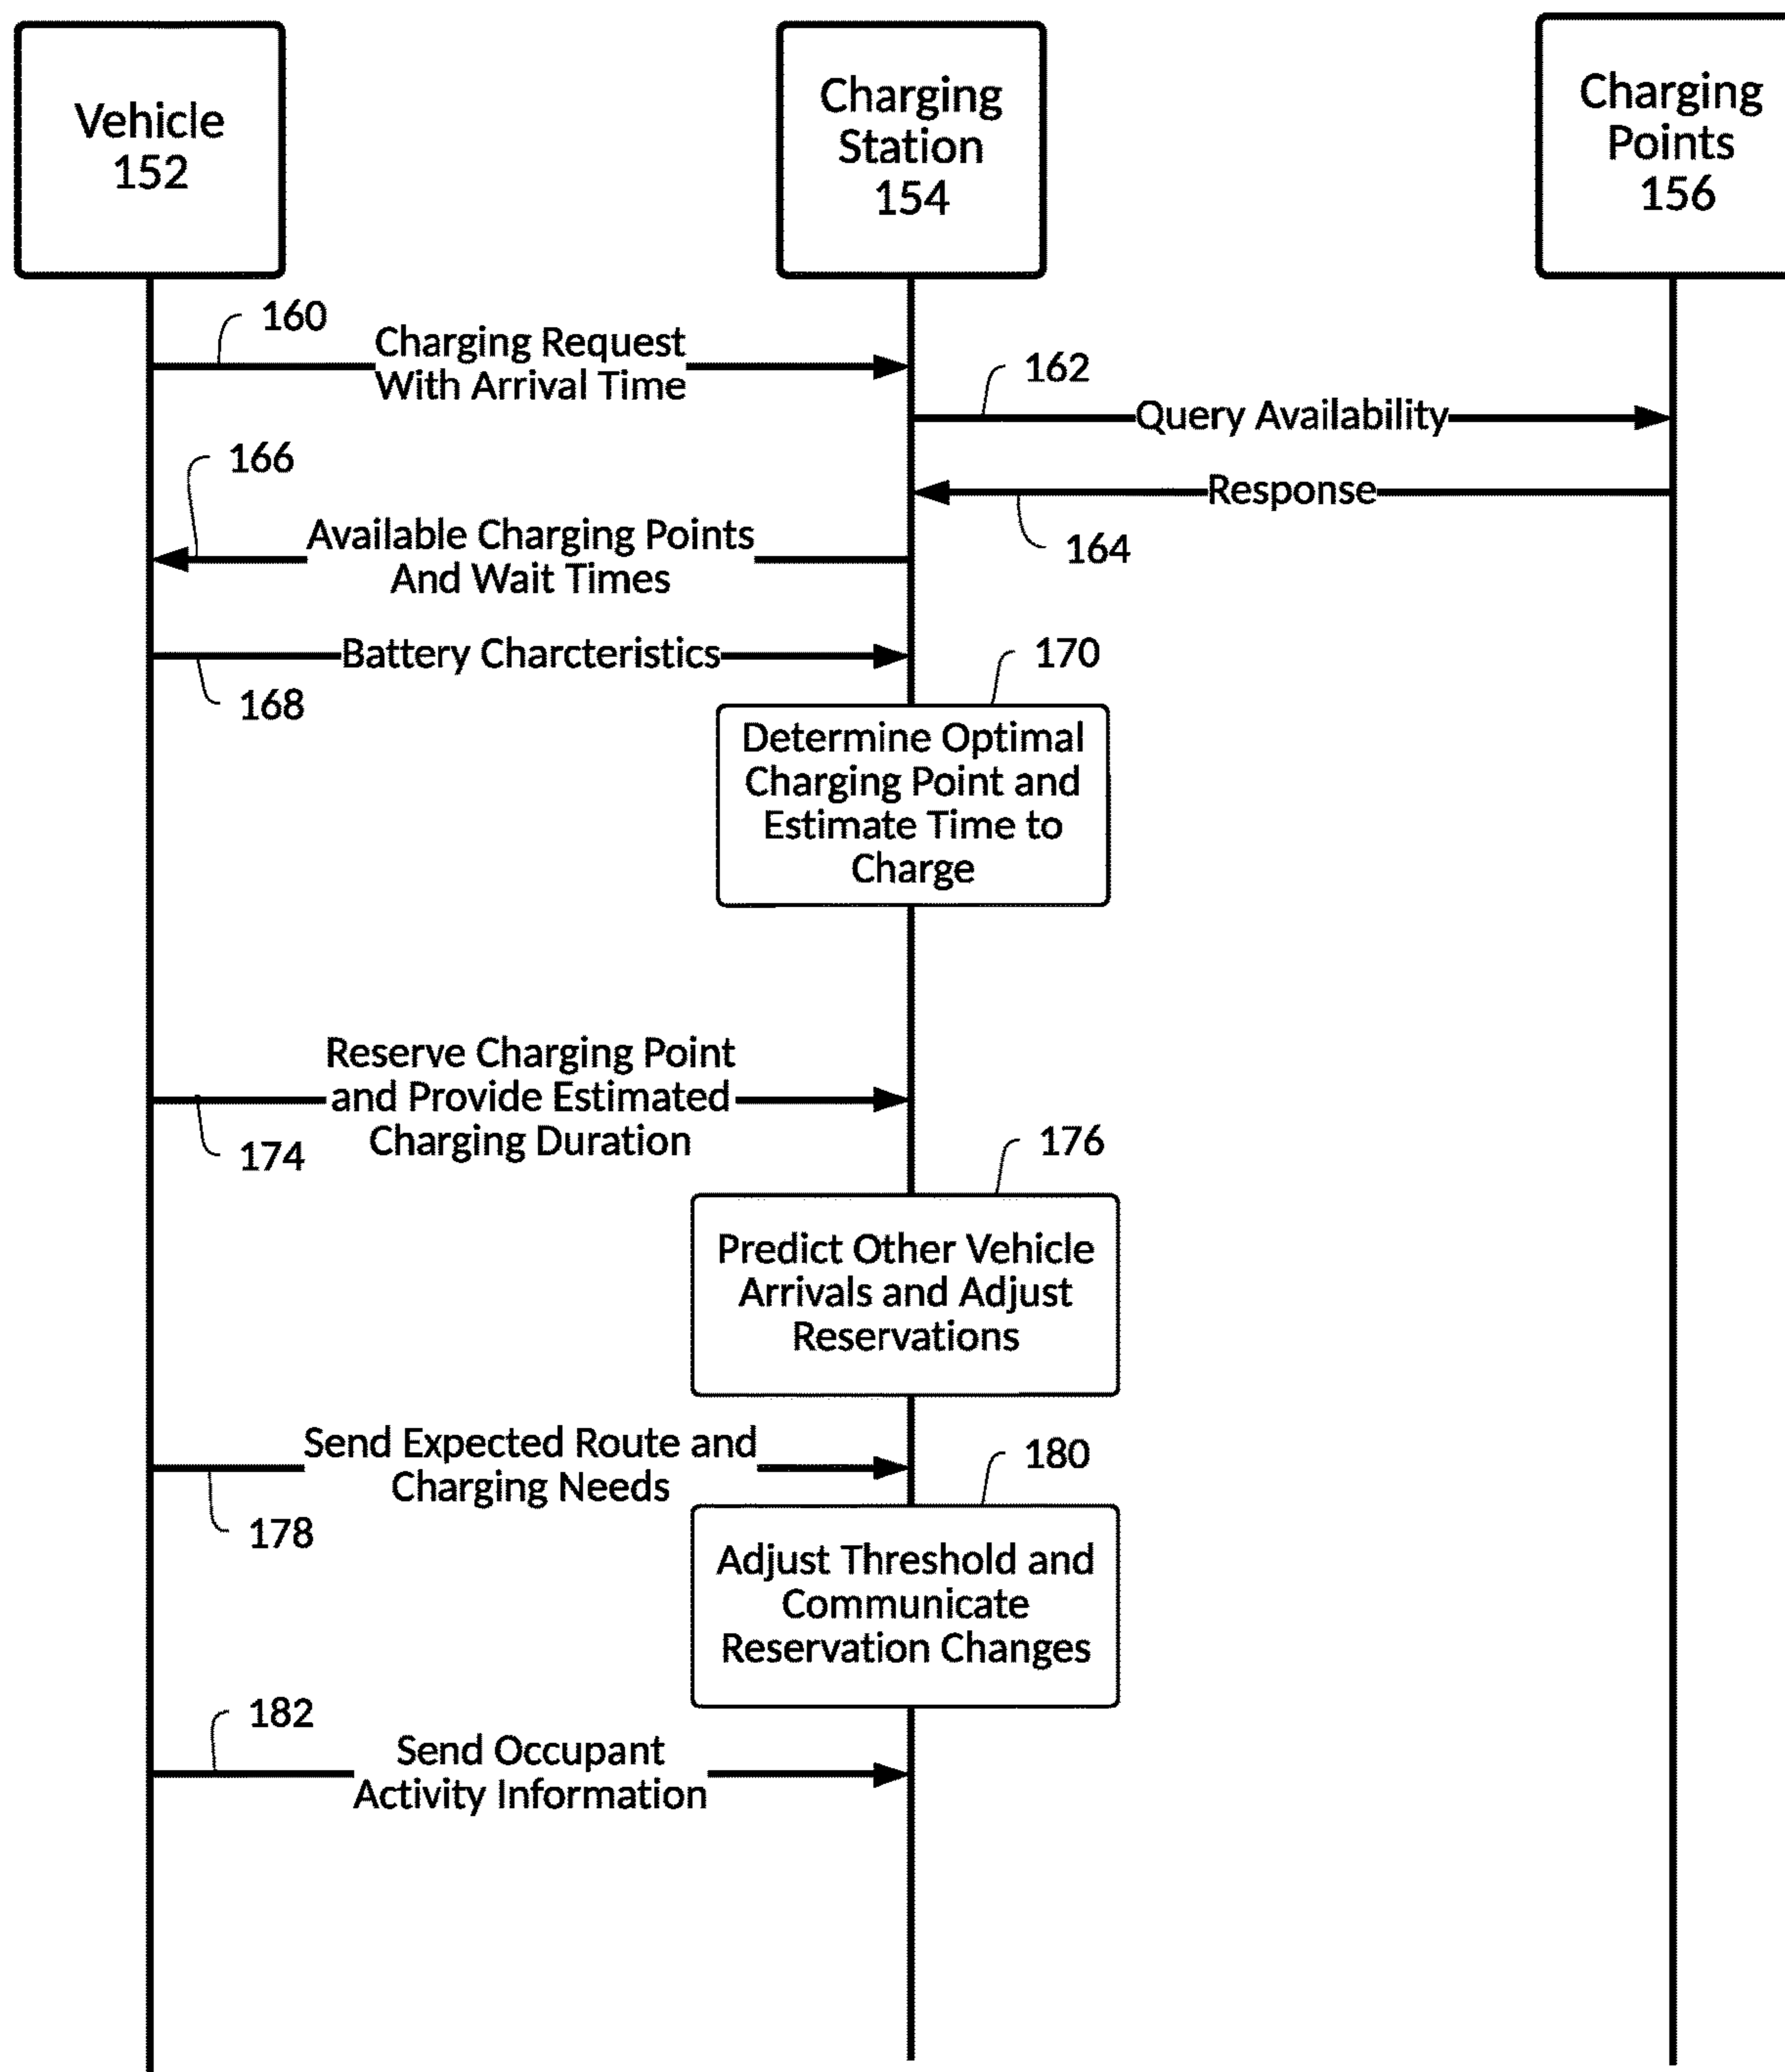 Vehicle
152
Charging
Station
154
Charging
Points
156
160
Charging Request
With Arrival Time
162
Query Availability
166
Response
164
Available Charging Points
And Wait Times
Battery Charcteristics
168
170
Determine Optimal
Charging Point and
Estimate Time to
Charge
Reserve Charging Point
and Provide Estimated
Charging Duration
174
176
Predict Other Vehicle
Arrivals and Adjust
Reservations
Send Expected Route and
Charging Needs
178
180
Adjust Threshold and
Communicate
Reservation Changes
182
Send Occupant
Activity Information